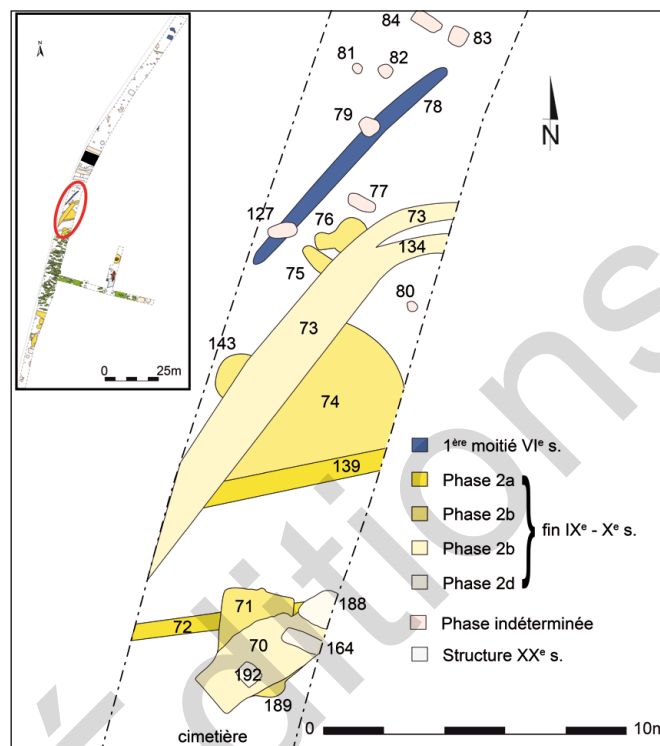 N
0 25m
84
83
81
82
79
78
N
77
127
76
73
134
75
80
73
143
74
139
1ère moitié VIe s.
Phase 2a
Phase 2b
fin IXe - Xe s.
Phase 2b
Phase 2d
Phase indéterminée
Structure XXe s.
71
188
72
70
164
192
189
cimetière
0 10m
éditions